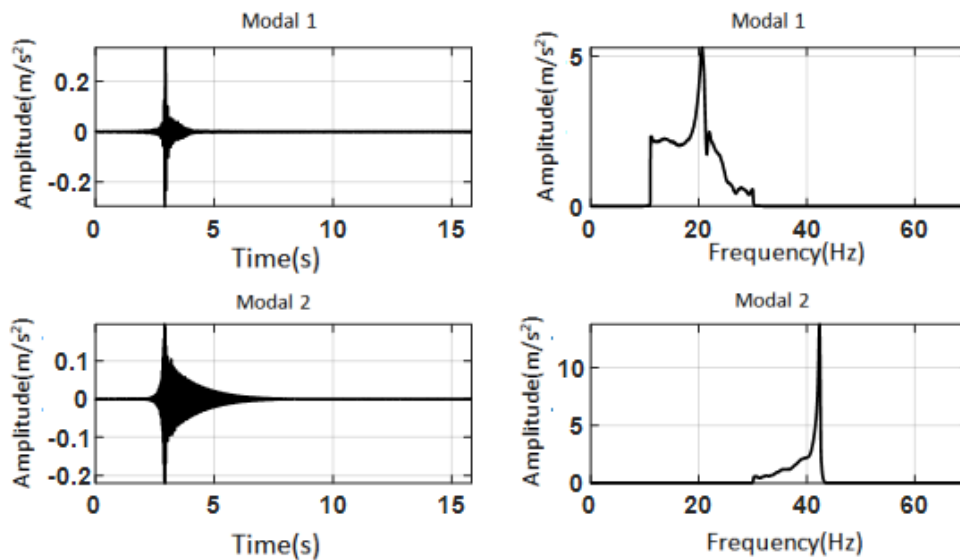 Modal 1
Amplitude(m/s²)
0.2
0
-0.2
0 5 10 15
Time(s)
Modal 1
Amplitude(m/s²)
5
0
0 20 40 60
Frequency(Hz)
Modal 2
Amplitude(m/s²)
0.1
0
-0.1
-0.2
0 5 10 15
Time(s)
Modal 2
Amplitude(m/s²)
10
5
0
0 20 40 60
Frequency(Hz)